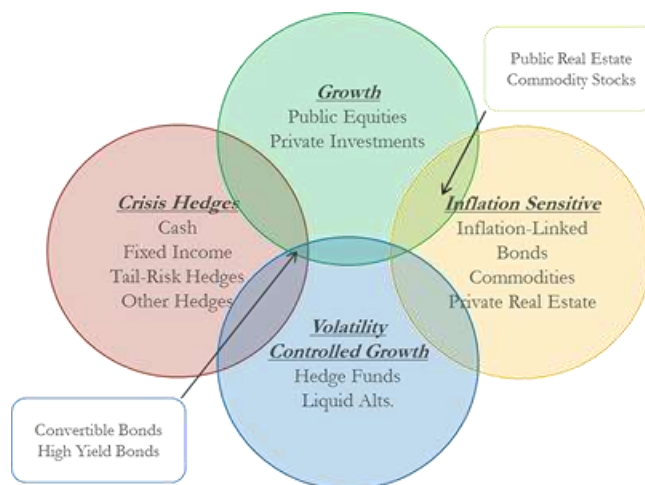 Public Real Estate
Commodity Stocks
Growth
Public Equities
Private Investments
Crisis Hedges
Cash
Fixed Income
Tail-Risk Hedges
Other Hedges
Inflation Sensitive
Inflation-Linked
Bonds
Commodities
Private Real Estate
Volatility
Controlled Growth
Hedge Funds
Liquid Alts.
Convertible Bonds
High Yield Bonds